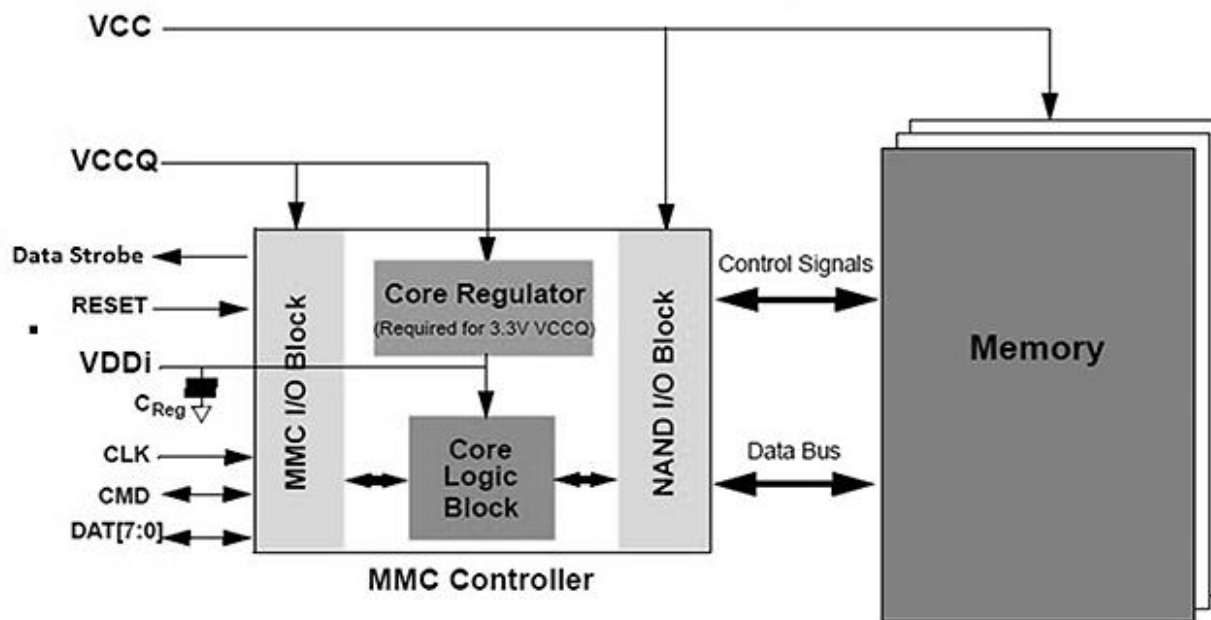 VCC
VCCQ
Data Strobe
RESET
VDDi
CReg
CLK
CMD
DAT[7:0]
MMC I/O Block
Core Regulator
(Required for 3.3V VCCQ)
Core
Logic
Block
NAND I/O Block
MMC Controller
Control Signals
Data Bus
Memory